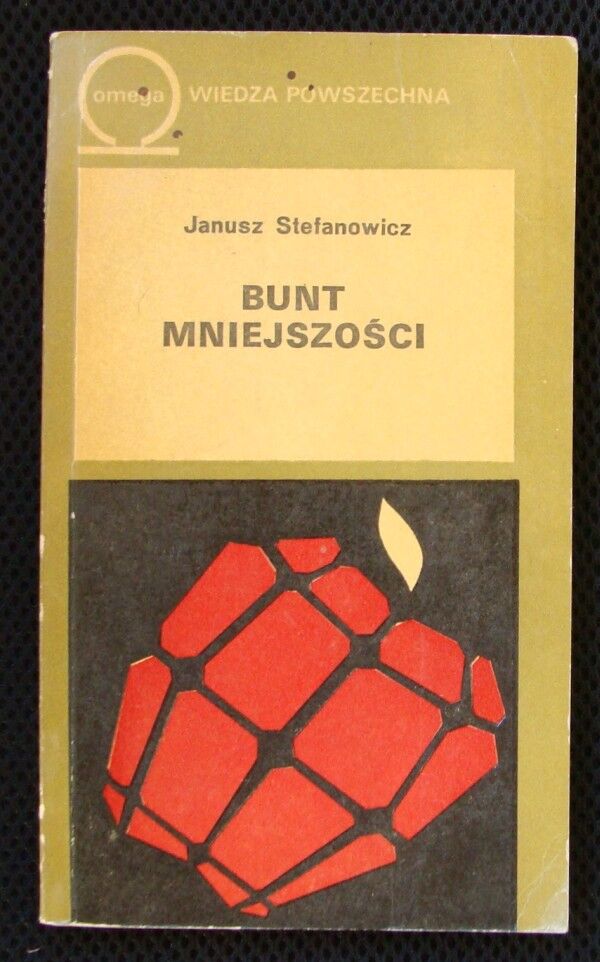 omega WIEDZA POWSZECHNA
Janusz Stefanowicz
BUNT
MNIEJSZOŚCI